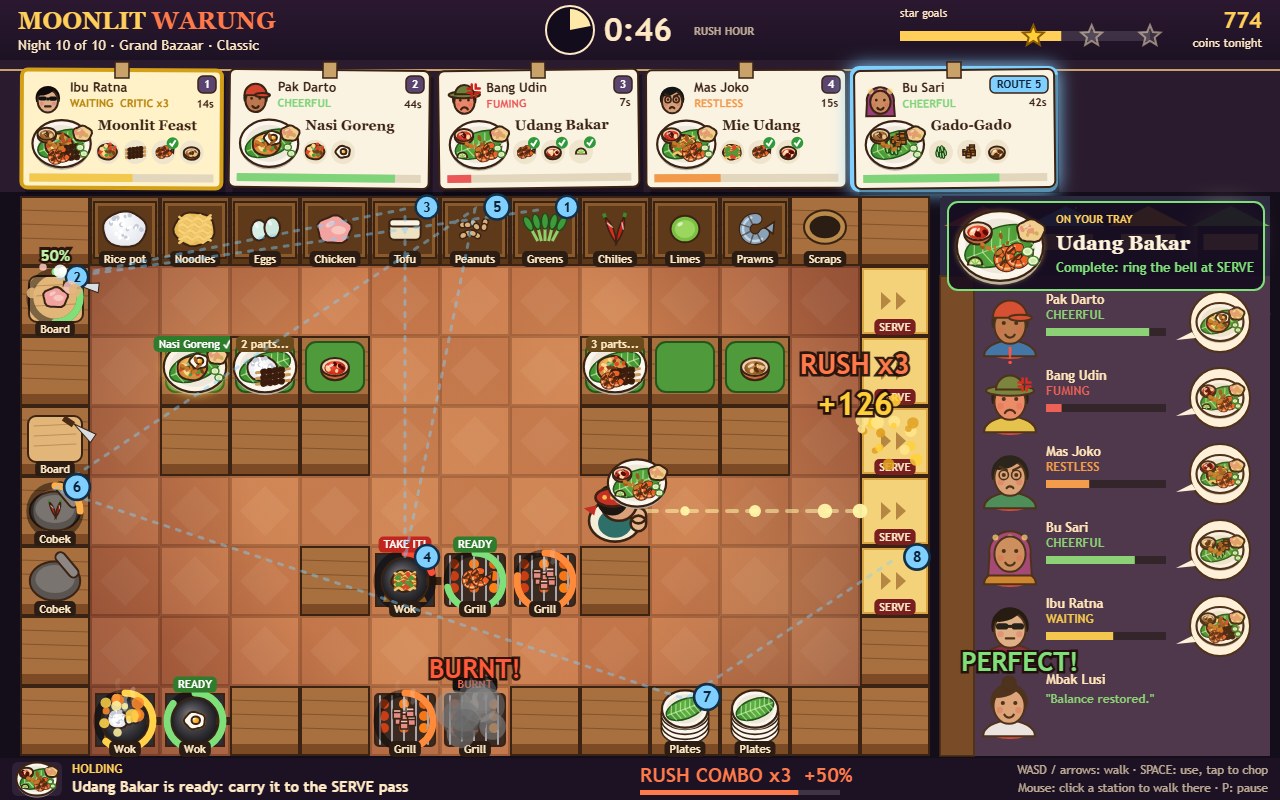 MOONLIT WARUNG
Night 10 of 10 · Grand Bazaar · Classic
0:46
RUSH HOUR
star goals
774
coins tonight
Ibu Ratna
1
WAITING CRITIC x3
14s
Moonlit Feast
Pak Darto
2
CHEERFUL
44s
Nasi Goreng
Bang Udin
3
FUMING
7s
Udang Bakar
Mas Joko
4
RESTLESS
15s
Mie Udang
Bu Sari
ROUTE 5
CHEERFUL
42s
Gado-Gado
3
5
1
Rice pot
Noodles
Eggs
Chicken
Tofu
Peanuts
Greens
Chilies
Limes
Prawns
Scraps
ON YOUR TRAY
Udang Bakar
Complete: ring the bell at SERVE
50%
2
Board
SERVE
Nasi Goreng ✓
2 parts...
3 parts...
RUSH x3
+126
SERVE
Board
SERVE
6
Cobek
SERVE
TAKE IT!
READY
4
8
Cobek
Wok
Grill
Grill
SERVE
Pak Darto
CHEERFUL
Bang Udin
FUMING
Mas Joko
RESTLESS
Bu Sari
CHEERFUL
Ibu Ratna
WAITING
PERFECT!
Mbak Lusi
"Balance restored."
BURNT!
BURNT
READY
7
Wok
Wok
Grill
Grill
Plates
Plates
HOLDING
Udang Bakar is ready: carry it to the SERVE pass
RUSH COMBO x3 +50%
WASD / arrows: walk · SPACE: use, tap to chop
Mouse: click a station to walk there · P: pause